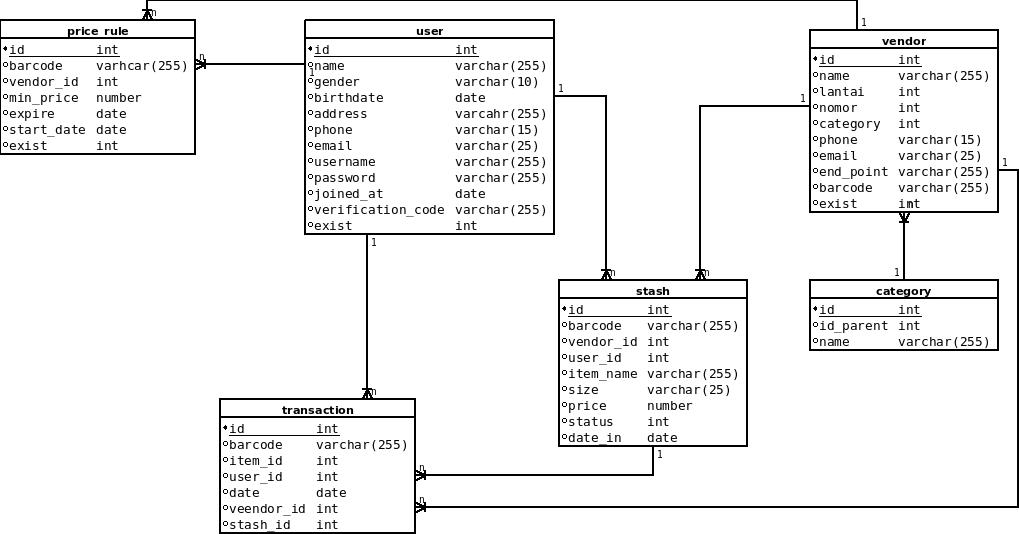 n
1
price rule
id int
barcode varhcar(255)
vendor_id int
min_price number
expire date
start_date date
exist int
n
1
user
id int
name varchar(255)
gender varchar(10)
birthdate date
address varcahr(255)
phone varchar(15)
email varchar(25)
username varchar(255)
password varchar(255)
joined_at date
verification_code varchar(255)
exist int
1
1
vendor
id int
name varchar(255)
lantai int
nomor int
category int
phone varchar(15)
email varchar(25)
end_point varchar(255)
barcode varchar(255)
exist int
1
1
n
1
n
n
stash
id int
barcode varchar(255)
vendor_id int
user_id int
item_name varchar(255)
size varchar(25)
price number
status int
date_in date
1
category
id int
id_parent int
name varchar(255)
n
transaction
id int
barcode varchar(255)
item_id int
user_id int
date date
veendor_id int
stash_id int
n
n